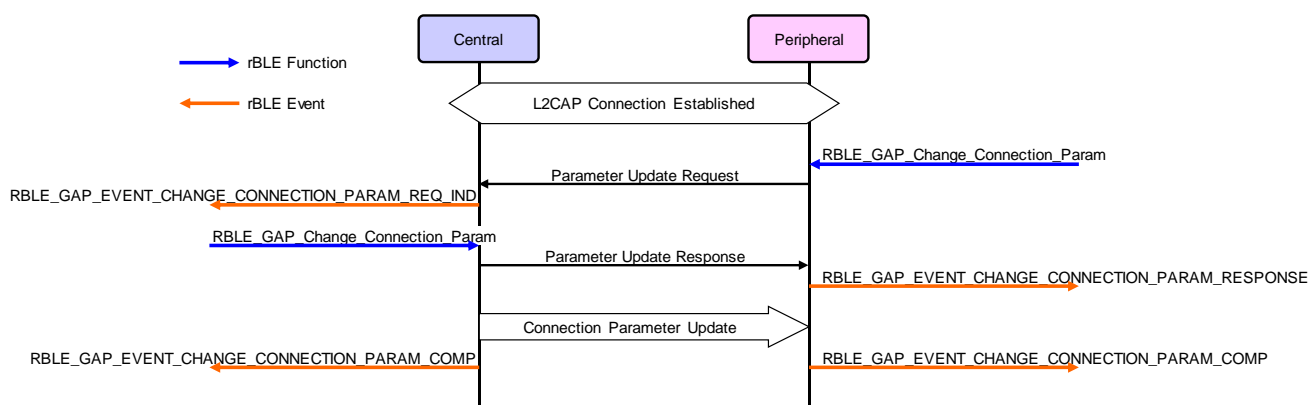 Central
Peripheral
rBLE Function
rBLE Event
L2CAP Connection Established
RBLE_GAP_Change_Connection_Param
Parameter Update Request
RBLE_GAP_EVENT_CHANGE_CONNECTION_PARAM_REQ_IND
RBLE_GAP_Change_Connection_Param
Parameter Update Response
RBLE_GAP_EVENT_CHANGE_CONNECTION_PARAM_RESPONSE
Connection Parameter Update
RBLE_GAP_EVENT_CHANGE_CONNECTION_PARAM_COMP
RBLE_GAP_EVENT_CHANGE_CONNECTION_PARAM_COMP